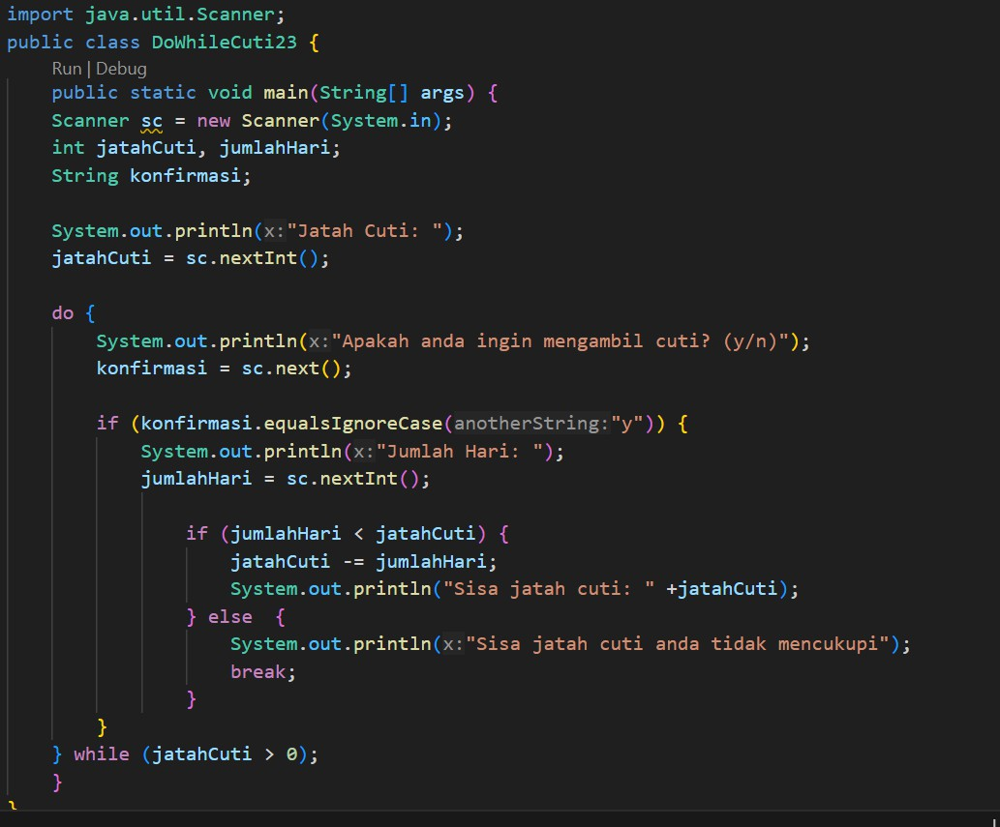 import java.util.Scanner;
public class DoWhileCuti23 {
Run | Debug
public static void main(String[] args) {
Scanner sc = new Scanner(System.in);
int jatahCuti, jumlahHari;
String konfirmasi;
System.out.println(x:"Jatah Cuti: ");
jatahCuti = sc.nextInt();
do {
System.out.println(x:"Apakah anda ingin mengambil cuti? (y/n)");
konfirmasi = sc.next();
if (konfirmasi.equalsIgnoreCase(anotherString:"y")) {
System.out.println(x:"Jumlah Hari: ");
jumlahHari = sc.nextInt();
if (jumlahHari < jatahCuti) {
jatahCuti -= jumlahHari;
System.out.println("Sisa jatah cuti: " +jatahCuti);
} else  {
System.out.println(x:"Sisa jatah cuti anda tidak mencukupi");
break;
}
}
} while (jatahCuti > 0);
}
}